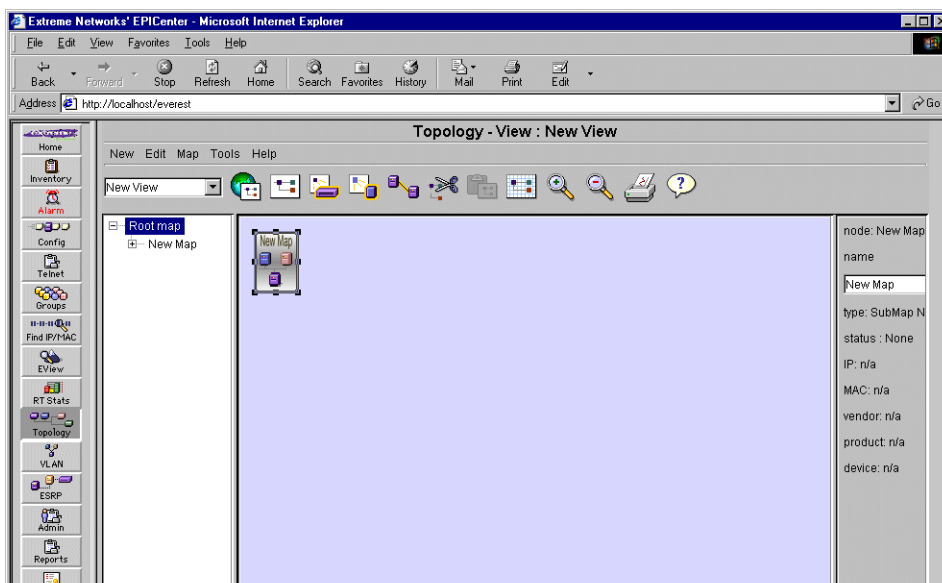 Extreme Networks' EPICenter - Microsoft Internet Explorer
File Edit View Favorites Tools Help
Back Forward Stop Refresh Home Search Favorites History Mail Print Edit
Address http://localhost/everest Go
Topology - View : New View
New Edit Map Tools Help
New View
?
Home
Inventory
Alarm
Config
Telnet
Groups
Find IP/MAC
EView
RT Stats
Topology
VLAN
ESRP
Admin
Reports
Root map
New Map
New Map
node: New Map
name
New Map
type: SubMap N
status : None
IP: n/a
MAC: n/a
vendor: n/a
product: n/a
device: n/a